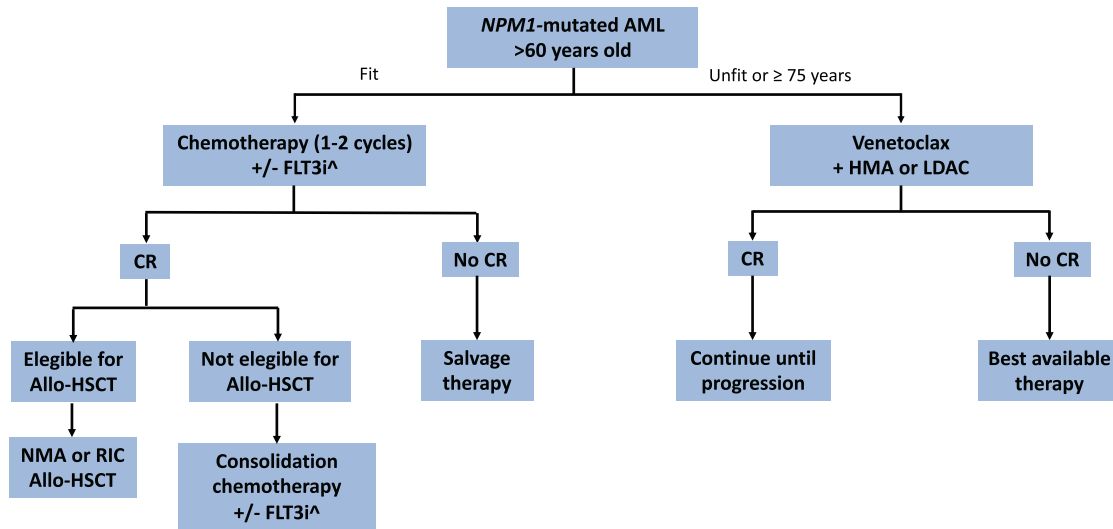 NPM1-mutated AML
>60 years old
Fit
Unfit or ≥ 75 years
Chemotherapy (1-2 cycles)
+/- FLT3i^
Venetoclax
+ HMA or LDAC
CR
No CR
CR
No CR
Elegible for
Allo-HSCT
Not elegible for
Allo-HSCT
Salvage
therapy
Continue until
progression
Best available
therapy
NMA or RIC
Allo-HSCT
Consolidation
chemotherapy
+/- FLT3i^